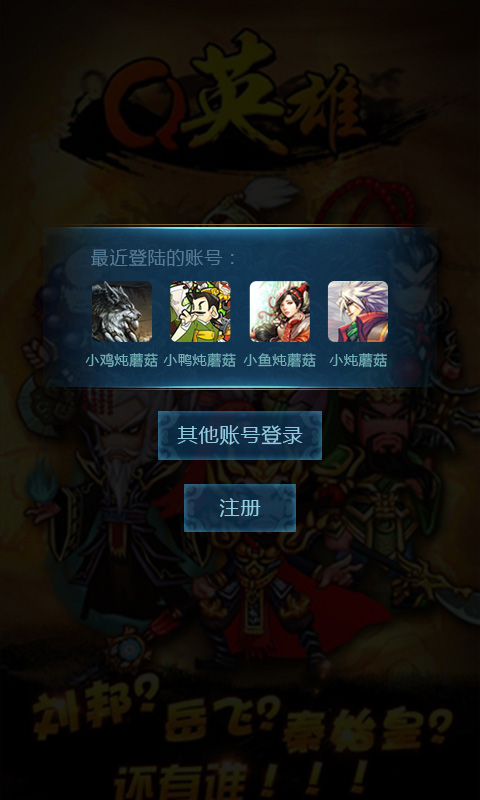 Q英雄
最近登陆的账号：
小鸡炖蘑菇 小鸭炖蘑菇 小鱼炖蘑菇 小炖蘑菇
其他账号登录
注册
刘邦？岳飞？秦始皇？
还有谁！！！